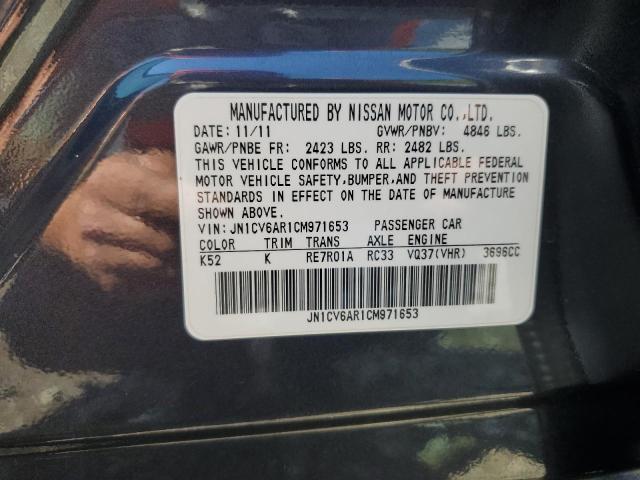 MANUFACTURED BY NISSAN MOTOR CO.,LTD.
DATE: 11/11 GVWR/PNBV: 4846 LBS.
GAWR/PNBE FR: 2423 LBS. RR: 2482 LBS.
THIS VEHICLE CONFORMS TO ALL APPLICABLE FEDERAL
MOTOR VEHICLE SAFETY,BUMPER,AND THEFT PREVENTION
STANDARDS IN EFFECT ON THE DATE OF MANUFACTURE
SHOWN ABOVE.
VIN: JN1CV6AR1CM971653 PASSENGER CAR
COLOR TRIM TRANS AXLE ENGINE
K52 K RE7R01A RC33 VQ37(VHR) 3696CC
JN1CV6AR1CM971653